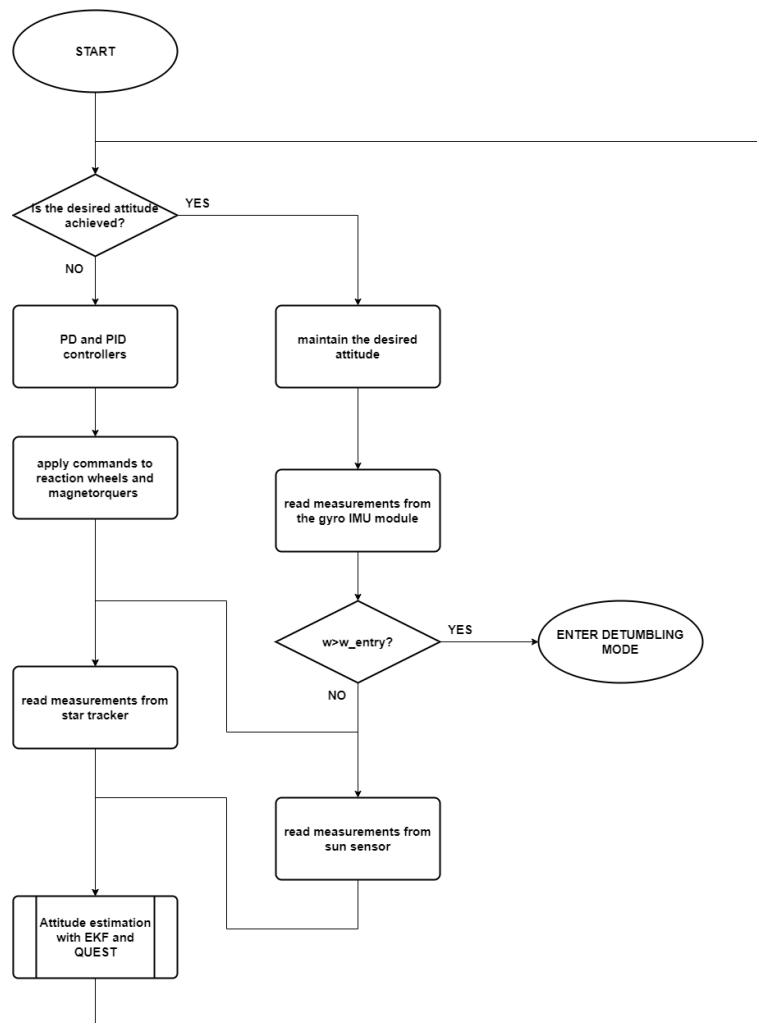 START
Is the desired attitude
achieved?
YES
NO
PD and PID
controllers
maintain the desired
attitude
apply commands to
reaction wheels and
magnetorquers
read measurements from
the gyro IMU module
w>w_entry?
YES
ENTER DETUMBLING
MODE
NO
read measurements from
star tracker
read measurements from
sun sensor
Attitude estimation
with EKF and
QUEST